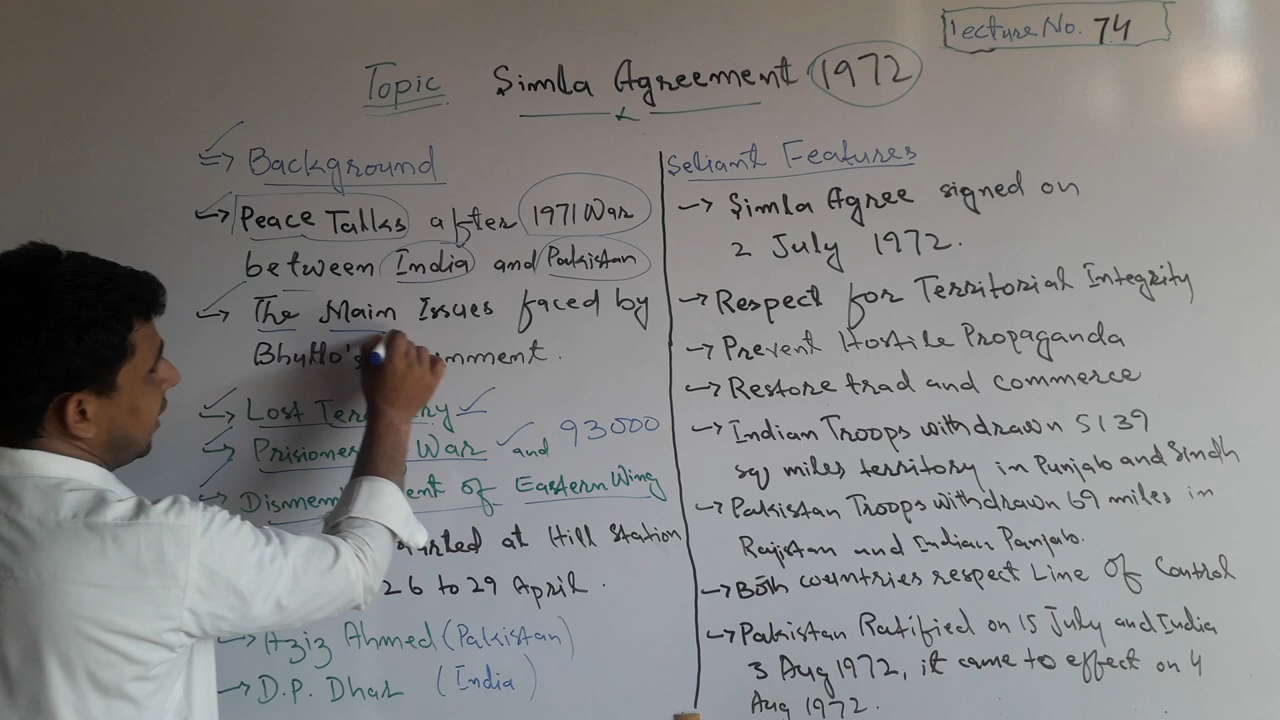 Lecture No. 74
Topic Simla Agreement 1972
Background
Peace Talks after 1971 War
between India and Pakistan
The Main Issues faced by
Bhutto's
Lost
Prisioner War and 93000
of Eastern Wing
at Hill Station
26 to 29 April.
Aziz Ahmed (Pakistan)
D.P. Dhar (India)
Seliant Features
Simla Agree signed on
2 July 1972.
Respect for Territorial Integrity
Prevent Hostile Propaganda
Restore trad and commerce
Indian Troops withdrawn 5139
sq miles territory in Punjab and Sindh
Pakistan Troops withdrawn 69 miles in
Rajistan and Indian Panjab.
Both countries respect Line Of Control
Pakistan Ratified on 15 July and India
3 Aug 1972, it came to effect on 4
Aug 1972.